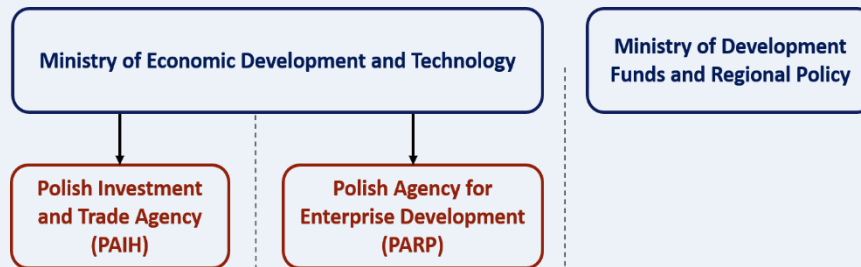 Ministry of Economic Development and Technology
Ministry of Development
Funds and Regional Policy
Polish Investment
and Trade Agency
(PAIH)
Polish Agency for
Enterprise Development
(PARP)